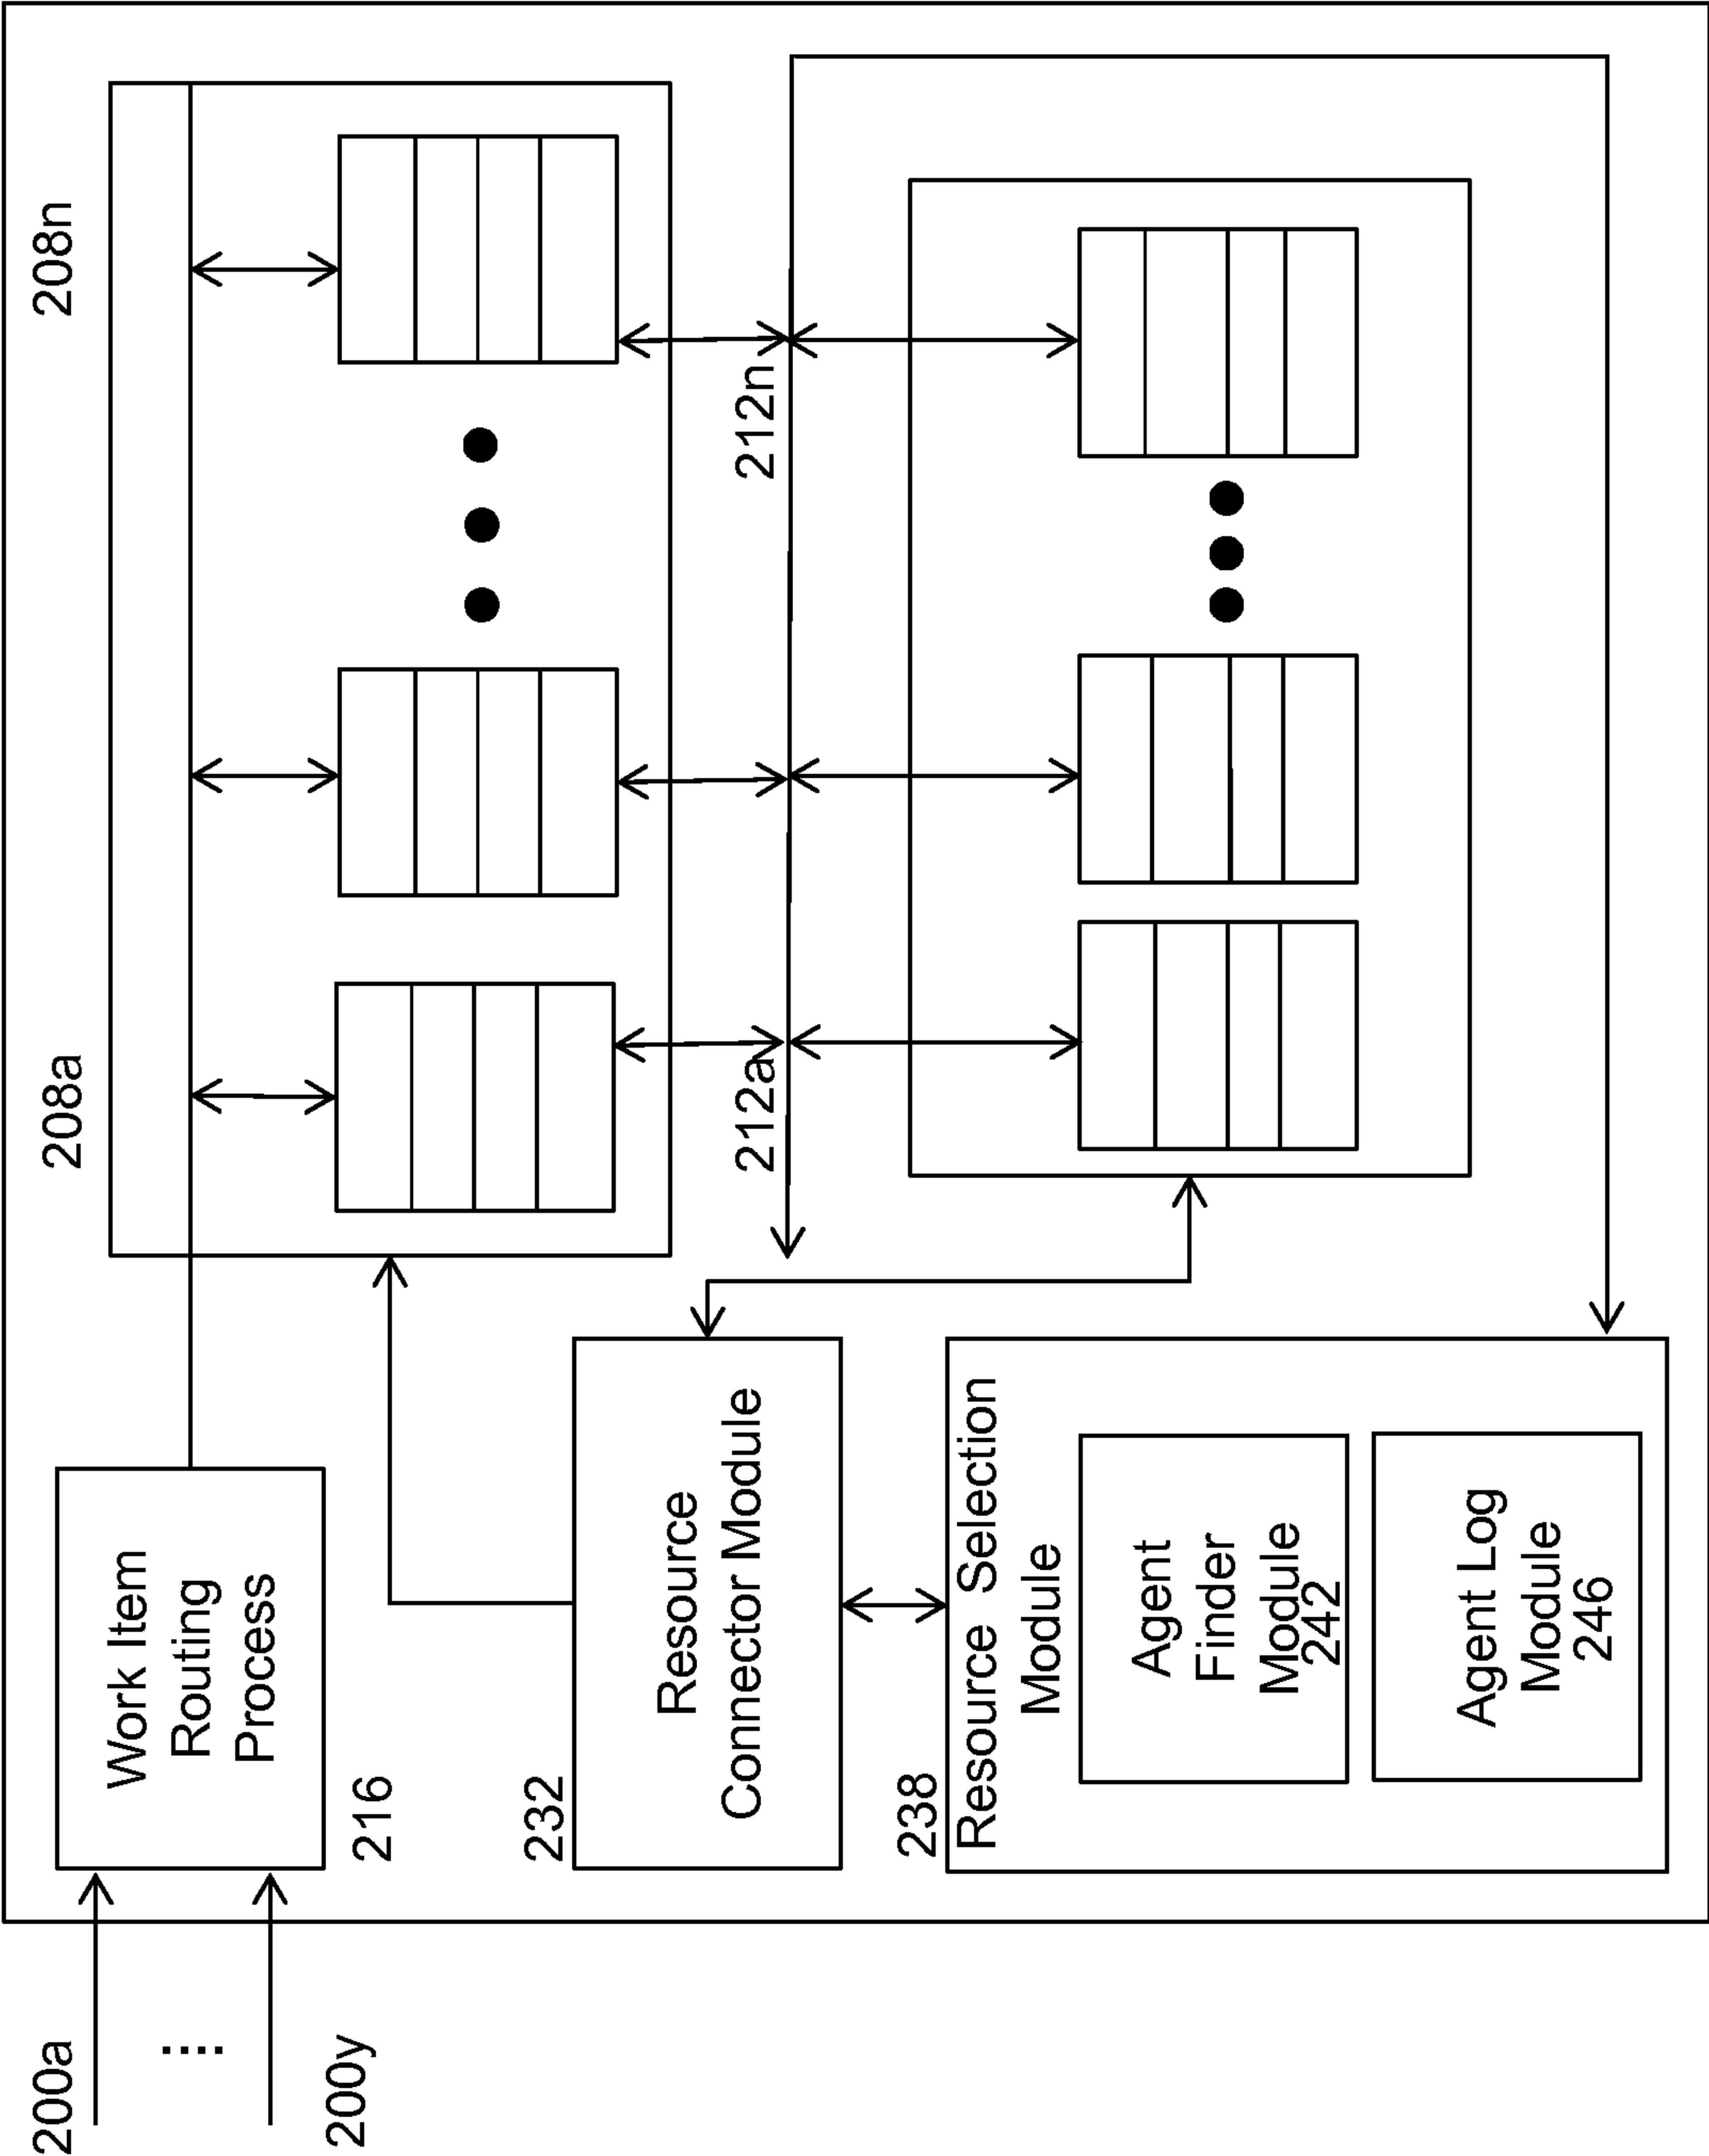 200a
200y
Work Item
Routing
Process
216
208a
208n
232
Resource
Connector Module
212a
212n
238
Resource Selection
Module
Agent
Finder
Module
242
Agent Log
Module
246